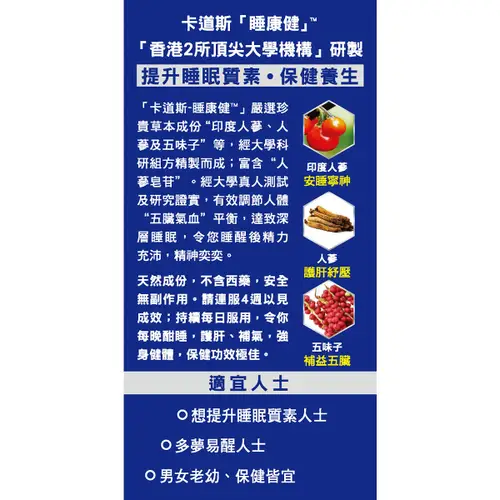 卡道斯「睡康健」™
「香港2所頂尖大學機構」研製
提升睡眠質素•保健養生
「卡道斯-睡康健™」嚴選珍
貴草本成份“印度人蔘、人
蔘及五味子”等，經大學科
研組方精製而成；富含“人
蔘皂苷”。經大學真人測試
及研究證實，有效調節人體
“五臟氣血”平衡，達致深
層睡眠，令您睡醒後精力
充沛，精神奕奕。
天然成份，不含西藥，安全
無副作用。請連服4週以見
成效；持續每日服用，令你
每晚酣睡，護肝、補氣，強
身健體，保健功效極佳。
印度人蔘
安睡寧神
人蔘
護肝紓壓
五味子
補益五臟
適宜人士
想提升睡眠質素人士
多夢易醒人士
男女老幼、保健皆宜